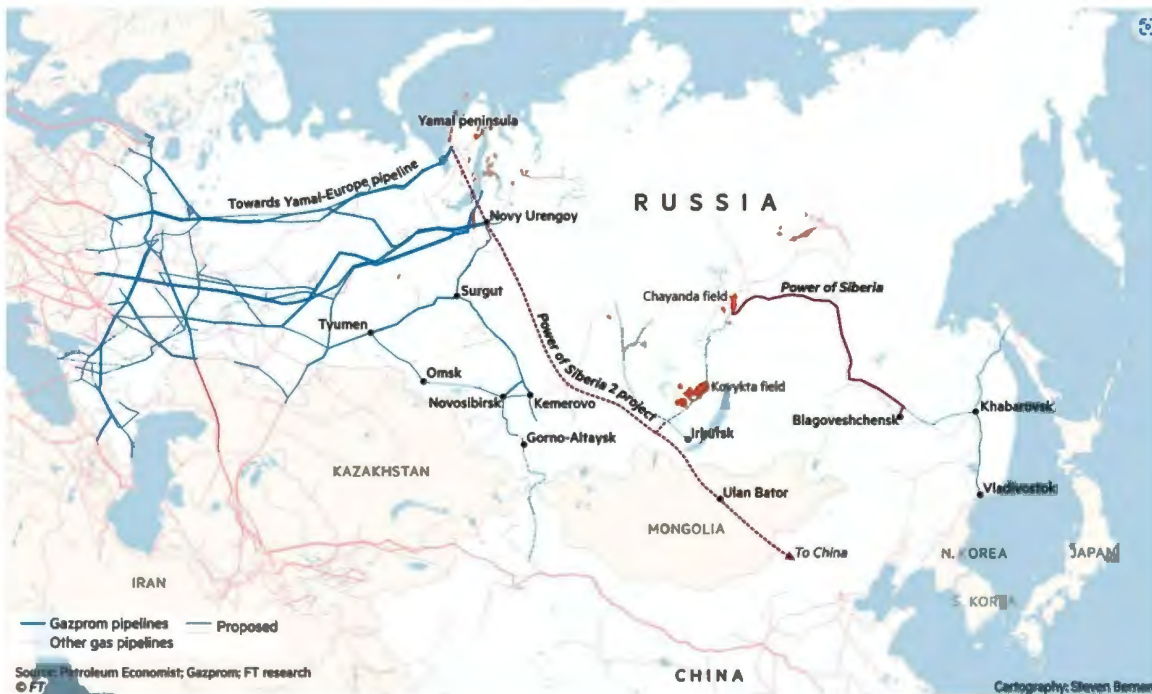 Yamal peninsula
Towards Yamal-Europe pipeline
RUSSIA
Novy Urengoy
Surgut
Chayanda field
Power of Siberia
Tyumen
Power of Siberia 2 project
Omsk
Kovykta field
Novosibirsk
Kemerovo
Khabarovsk
Blagoveshchensk
Irkutsk
Gorno-Altaysk
KAZAKHSTAN
Ulan Bator
Vladivostok
MONGOLIA
To China
N. KOREA
JAPAN
IRAN
S. KOREA
Gazprom pipelines
Proposed
Other gas pipelines
Source: Petroleum Economist; Gazprom; FT research
© FT
CHINA
Cartography: Steven